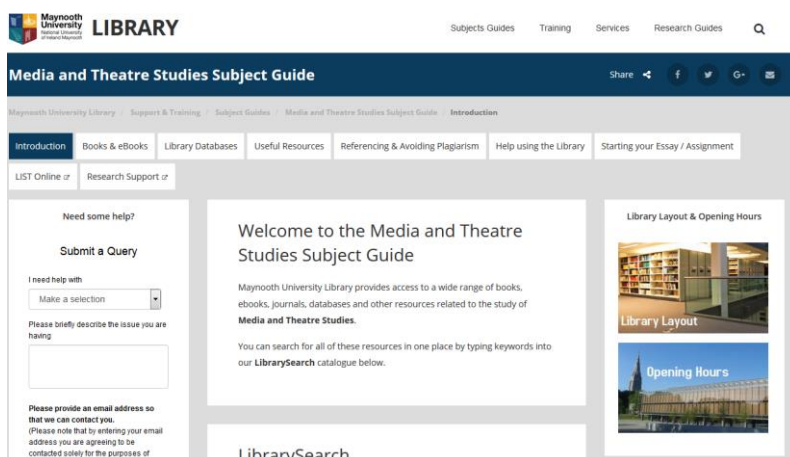 Maynooth
University
National University
of Ireland Maynooth
LIBRARY
Subjects Guides
Training
Services
Research Guides
Media and Theatre Studies Subject Guide
Share
f
G+
Maynooth University Library / Support & Training / Subject Guides / Media and Theatre Studies Subject Guide / Introduction
Introduction
Books & eBooks
Library Databases
Useful Resources
Referencing & Avoiding Plagiarism
Help using the Library
Starting your Essay / Assignment
LIST Online
Research Support
Need some help?
Submit a Query
I need help with
Make a selection
Please briefly describe the issue you are
having
Please provide an email address so
that we can contact you.
(Please note that by entering your email
address you are agreeing to be
contacted solely for the purposes of
Welcome to the Media and Theatre
Studies Subject Guide
Maynooth University Library provides access to a wide range of books,
ebooks, journals, databases and other resources related to the study of
Media and Theatre Studies.
You can search for all of these resources in one place by typing keywords into
our LibrarySearch catalogue below.
LibrarySearch
Library Layout & Opening Hours
Library Layout
Opening Hours